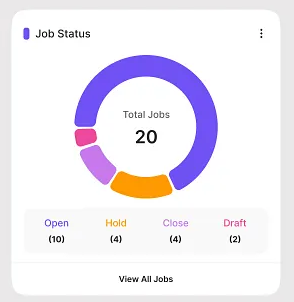 Job Status
Total Jobs
20
Open Hold Close Draft
(10) (4) (4) (2)
View All Jobs